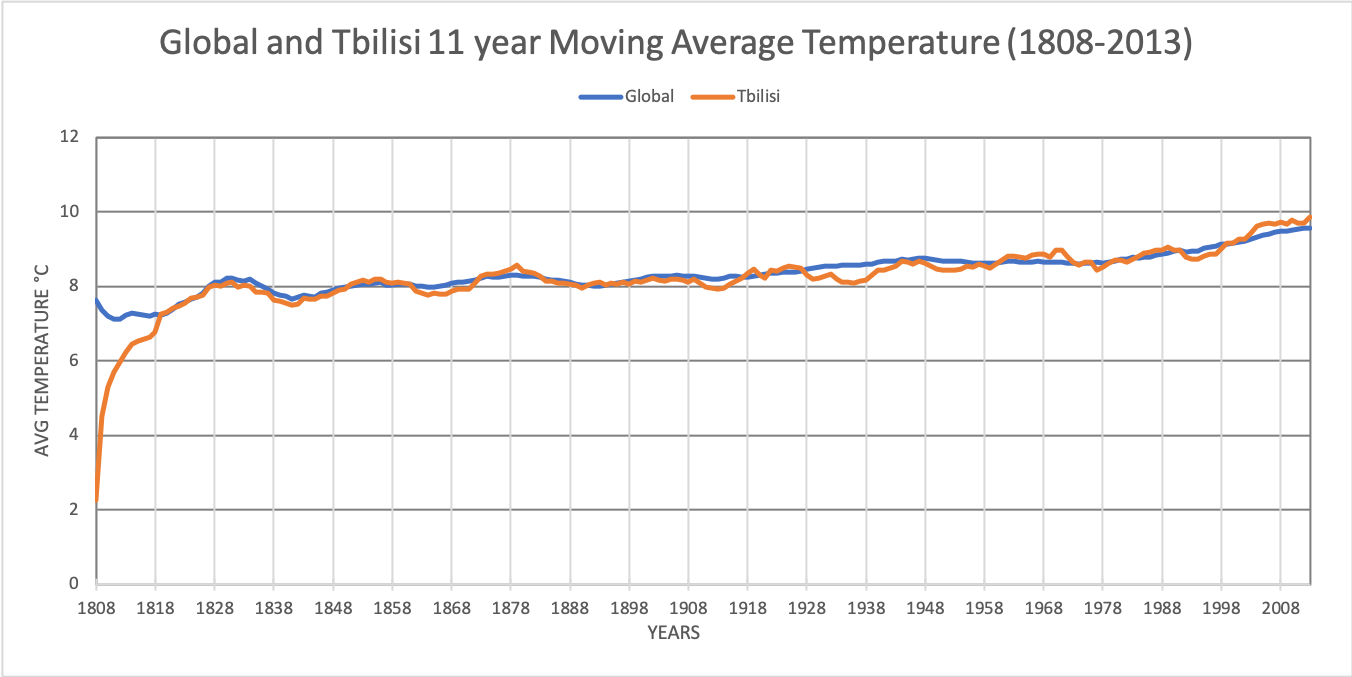 Global and Tbilisi 11 year Moving Average Temperature (1808-2013)
Global Tbilisi
12
10
8
6
4
2
0
AVG TEMPERATURE °C
1808 1818 1828 1838 1848 1858 1868 1878 1888 1898 1908 1918 1928 1938 1948 1958 1968 1978 1988 1998 2008
YEARS